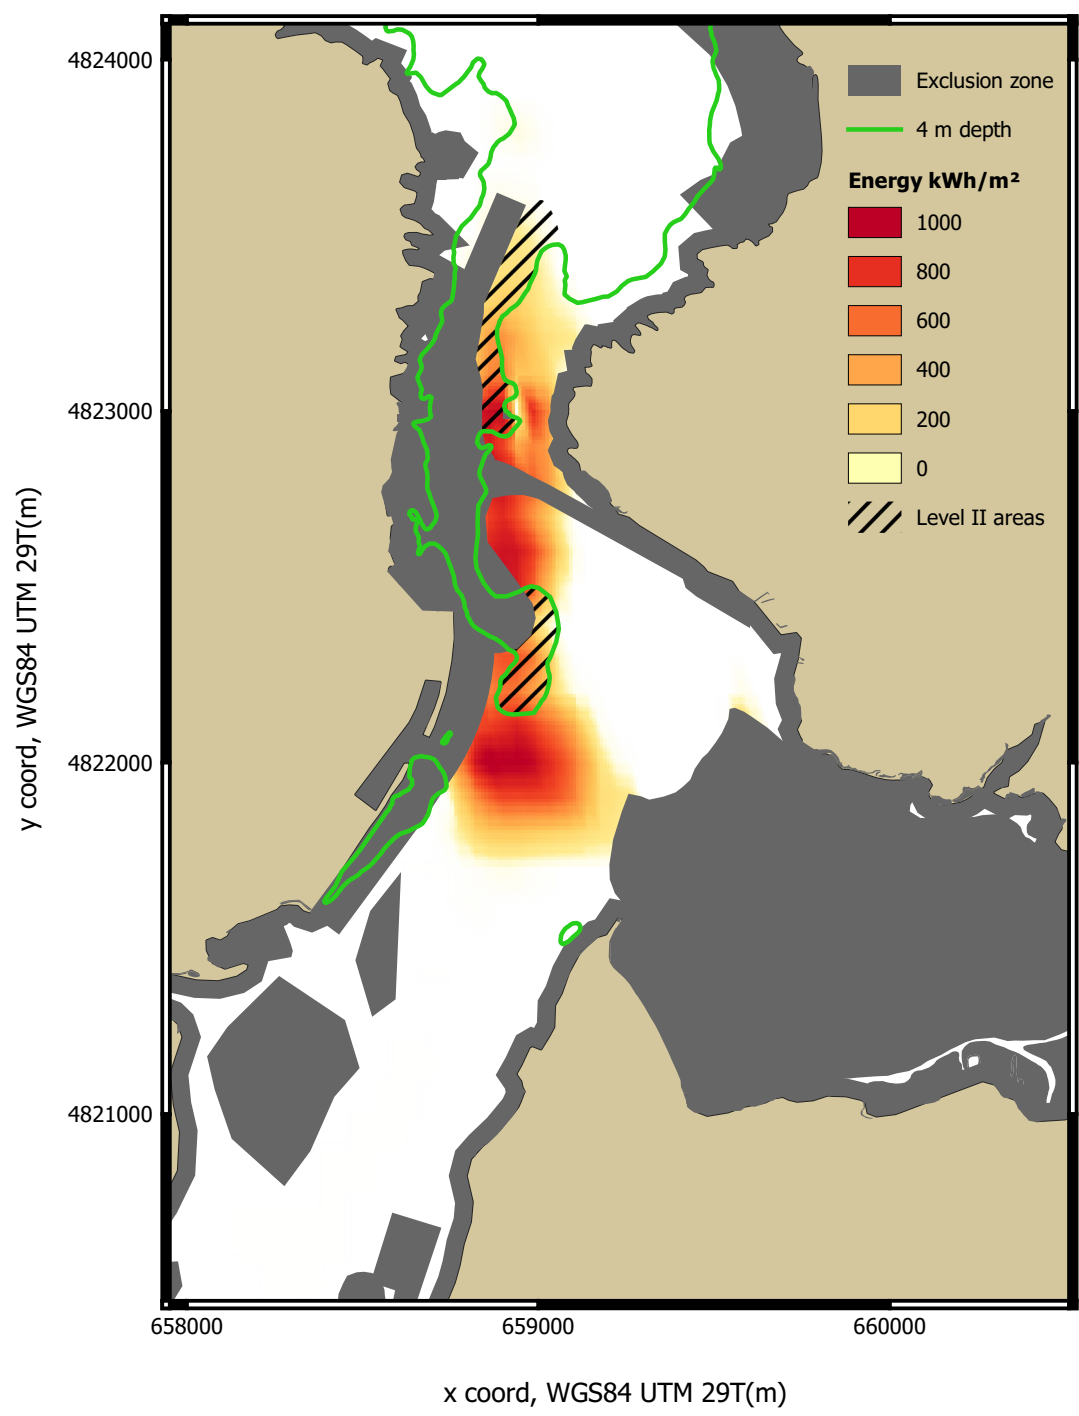 4824000
4823000
4822000
4821000
y coord, WGS84 UTM 29T(m)
Exclusion zone
4 m depth
Energy kWh/m²
1000
800
600
400
200
0
Level II areas
658000
659000
660000
x coord, WGS84 UTM 29T(m)